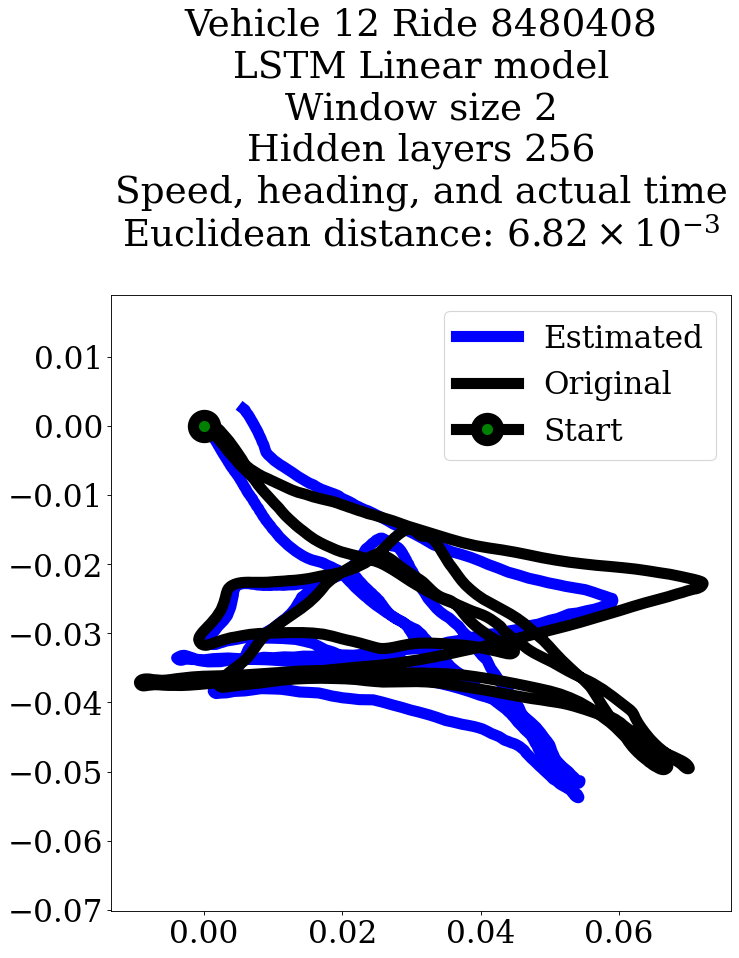 Vehicle 12 Ride 8480408
LSTM Linear model
Window size 2
Hidden layers 256
Speed, heading, and actual time
Euclidean distance: 6.82 × 10⁻³
Estimated
Original
Start
0.01
0.00
−0.01
−0.02
−0.03
−0.04
−0.05
−0.06
−0.07
0.00 0.02 0.04 0.06